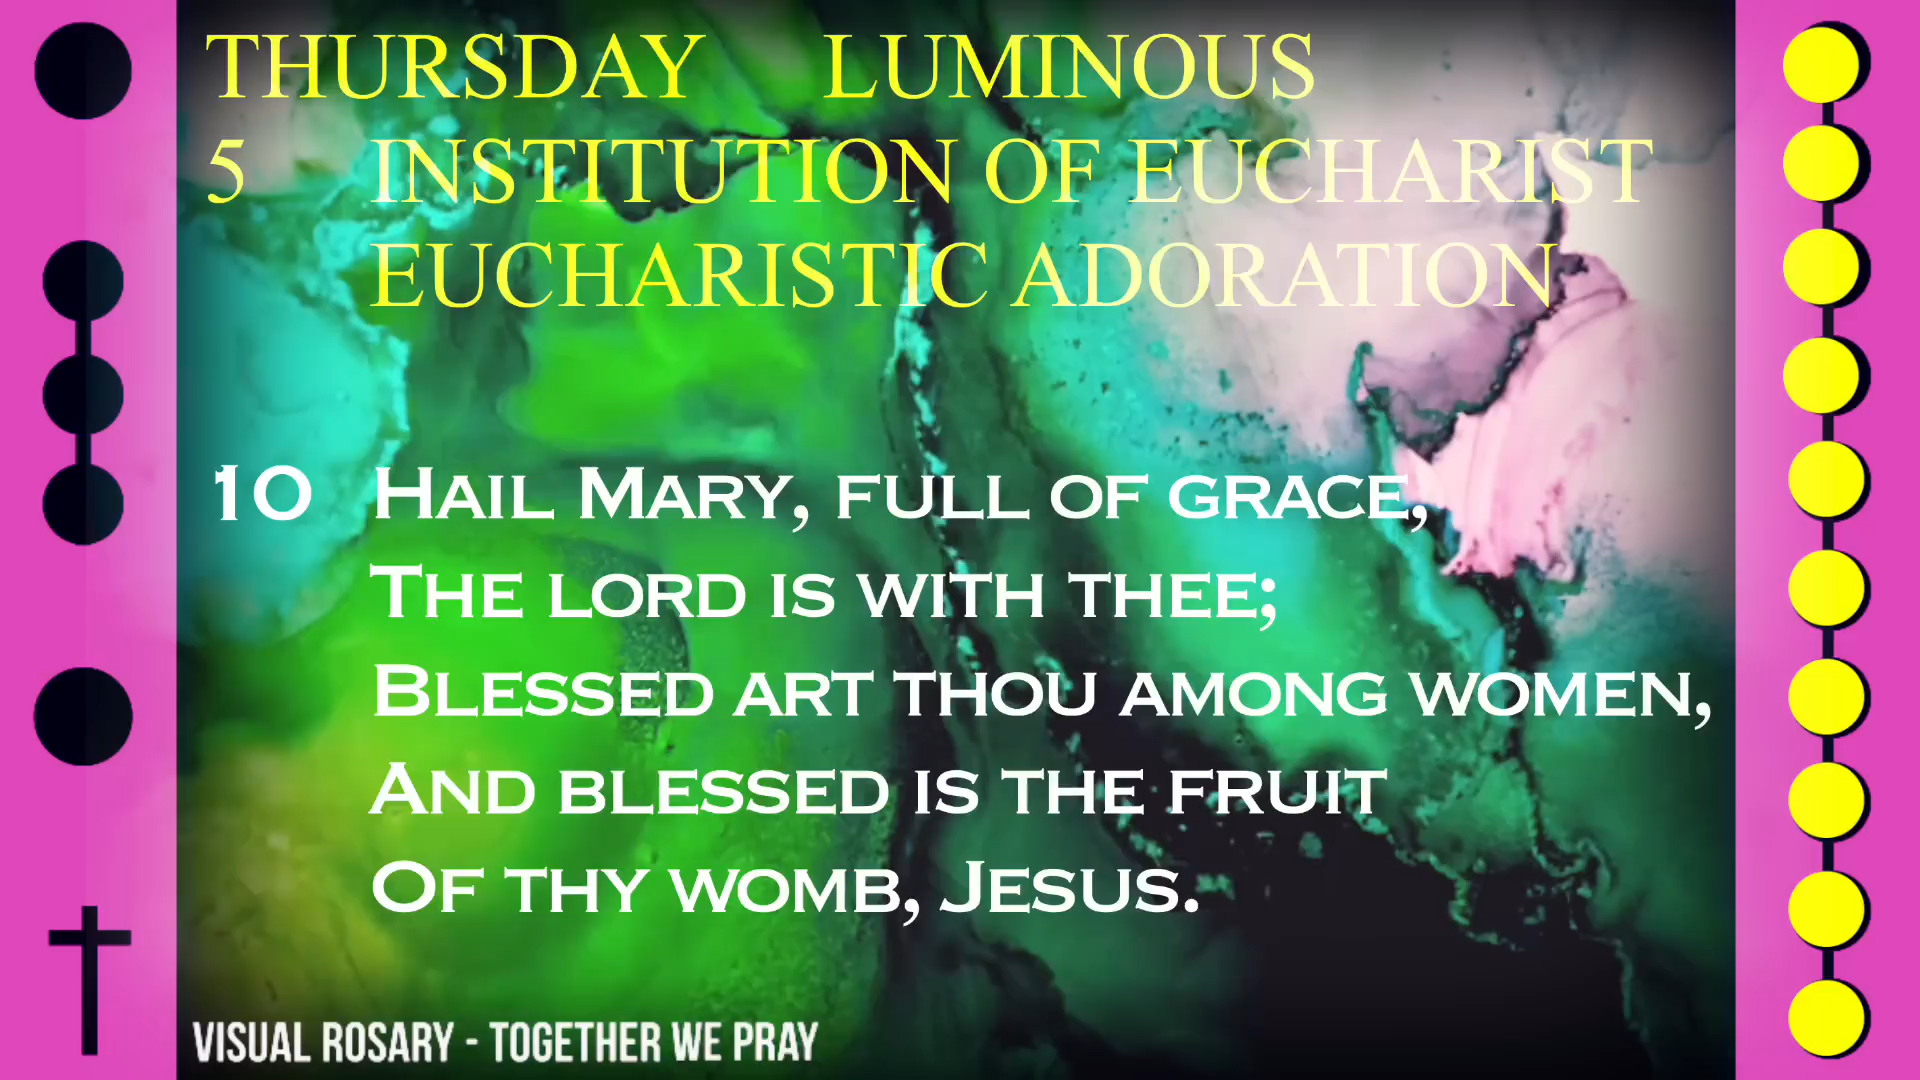 THURSDAY LUMINOUS
5 INSTITUTION OF EUCHARIST
EUCHARISTIC ADORATION
10 HAIL MARY, FULL OF GRACE,
THE LORD IS WITH THEE;
BLESSED ART THOU AMONG WOMEN,
AND BLESSED IS THE FRUIT
OF THY WOMB, JESUS.
VISUAL ROSARY - TOGETHER WE PRAY